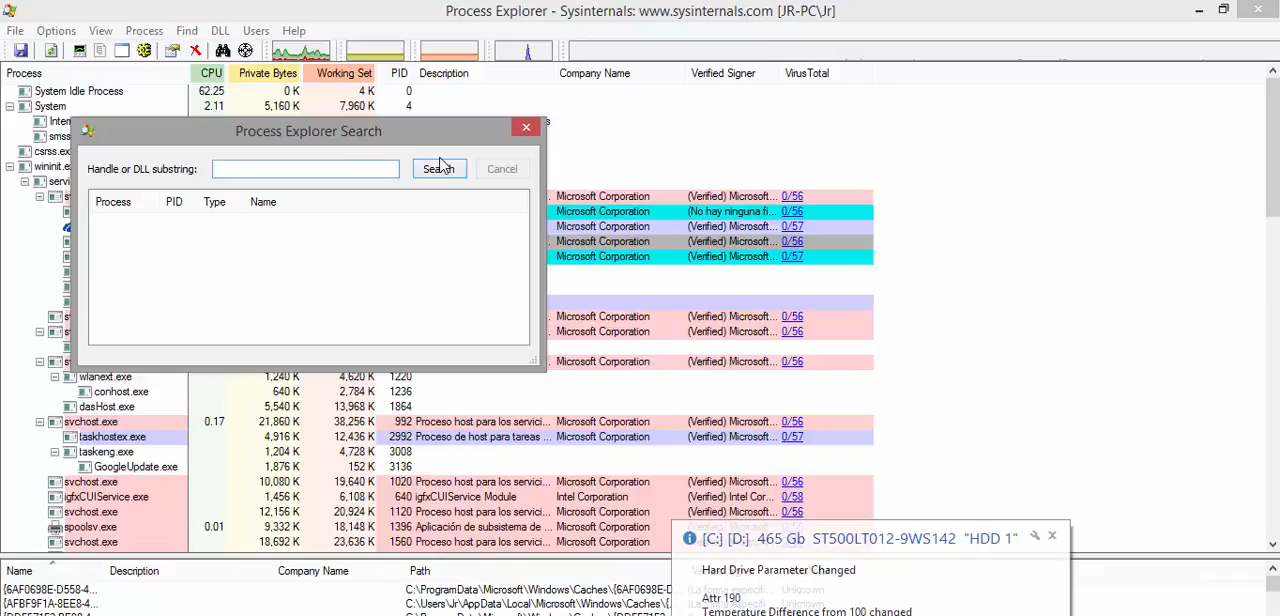 Process Explorer - Sysinternals: www.sysinternals.com [JR-PC\Jr]
File Options View Process Find DLL Users Help
Process CPU Private Bytes Working Set PID Description Company Name Verified Signer VirusTotal
System Idle Process 62.25 0 K 4 K 0
System 2.11 5,160 K 7,960 K 4
Process Explorer Search
Handle or DLL substring: Search Cancel
Process PID Type Name
csrss.ex
wininit.e
Microsoft Corporation (Verified) Microsoft... 0/56
Microsoft Corporation (No hay ninguna fi... 0/56
Microsoft Corporation (Verified) Microsoft... 0/57
Microsoft Corporation (Verified) Microsoft... 0/56
Microsoft Corporation (Verified) Microsoft... 0/57
Microsoft Corporation (Verified) Microsoft... 0/56
Microsoft Corporation (Verified) Microsoft... 0/56
Microsoft Corporation (Verified) Microsoft... 0/56
wlanext.exe 1,240 K 4,620 K 1220
conhost.exe 640 K 2,784 K 1236
dasHost.exe 5,540 K 13,968 K 1864
svchost.exe 0.17 21,860 K 38,256 K 992 Proceso host para los servici... Microsoft Corporation (Verified) Microsoft... 0/56
taskhostex.exe 4,916 K 12,436 K 2992 Proceso de host para tareas ... Microsoft Corporation (Verified) Microsoft... 0/57
taskeng.exe 1,204 K 4,728 K 3008
GoogleUpdate.exe 1,876 K 152 K 3136
svchost.exe 10,080 K 19,640 K 1020 Proceso host para los servici... Microsoft Corporation (Verified) Microsoft... 0/56
igfxCUIService.exe 1,456 K 6,108 K 640 igfxCUIService Module Intel Corporation (Verified) Intel Cor... 0/58
svchost.exe 12,156 K 20,924 K 1120 Proceso host para los servici... Microsoft Corporation (Verified) Microsoft... 0/56
spoolsv.exe 0.01 9,332 K 18,148 K 1396 Aplicación de subsistema de ... Microsoft Corporation
svchost.exe 18,692 K 23,636 K 1560 Proceso host para los servici... Microsoft Corporation
[C:] [D:] 465 Gb ST500LT012-9WS142 "HDD 1"
Hard Drive Parameter Changed
Attr 190
Temperature Difference from 100 changed
Name Description Company Name Path
{6AF0698E-D558-4... C:\ProgramData\Microsoft\Windows\Caches\{6AF0698E-D...
{AFBF9F1A-8EE8-4... C:\Users\Jr\AppData\Local\Microsoft\Windows\Caches\{...